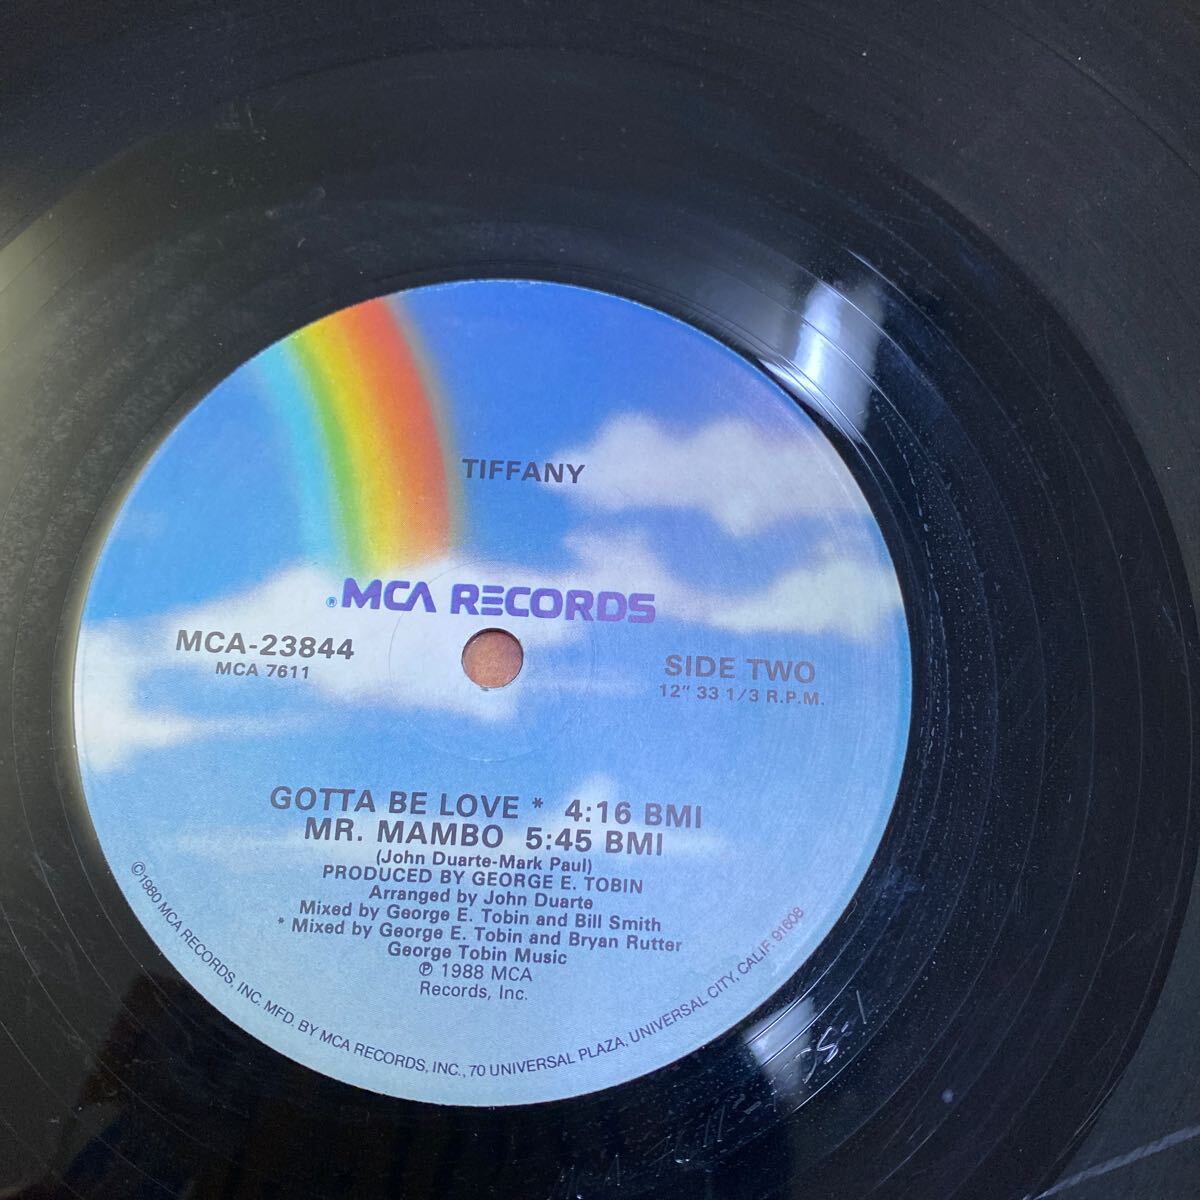 TIFFANY
®MCA RECORDS
MCA-23844
MCA 7611
SIDE TWO
12" 33 1/3 R.P.M.
GOTTA BE LOVE * 4:16 BMI
MR. MAMBO 5:45 BMI
(John Duarte-Mark Paul)
PRODUCED BY GEORGE E. TOBIN
Arranged by John Duarte
Mixed by George E. Tobin and Bill Smith
* Mixed by George E. Tobin and Bryan Rutter
George Tobin Music
℗ 1988 MCA
Records, Inc.
©1980 MCA RECORDS, INC. MFD. BY MCA RECORDS, INC., 70 UNIVERSAL PLAZA, UNIVERSAL CITY, CALIF. 91608